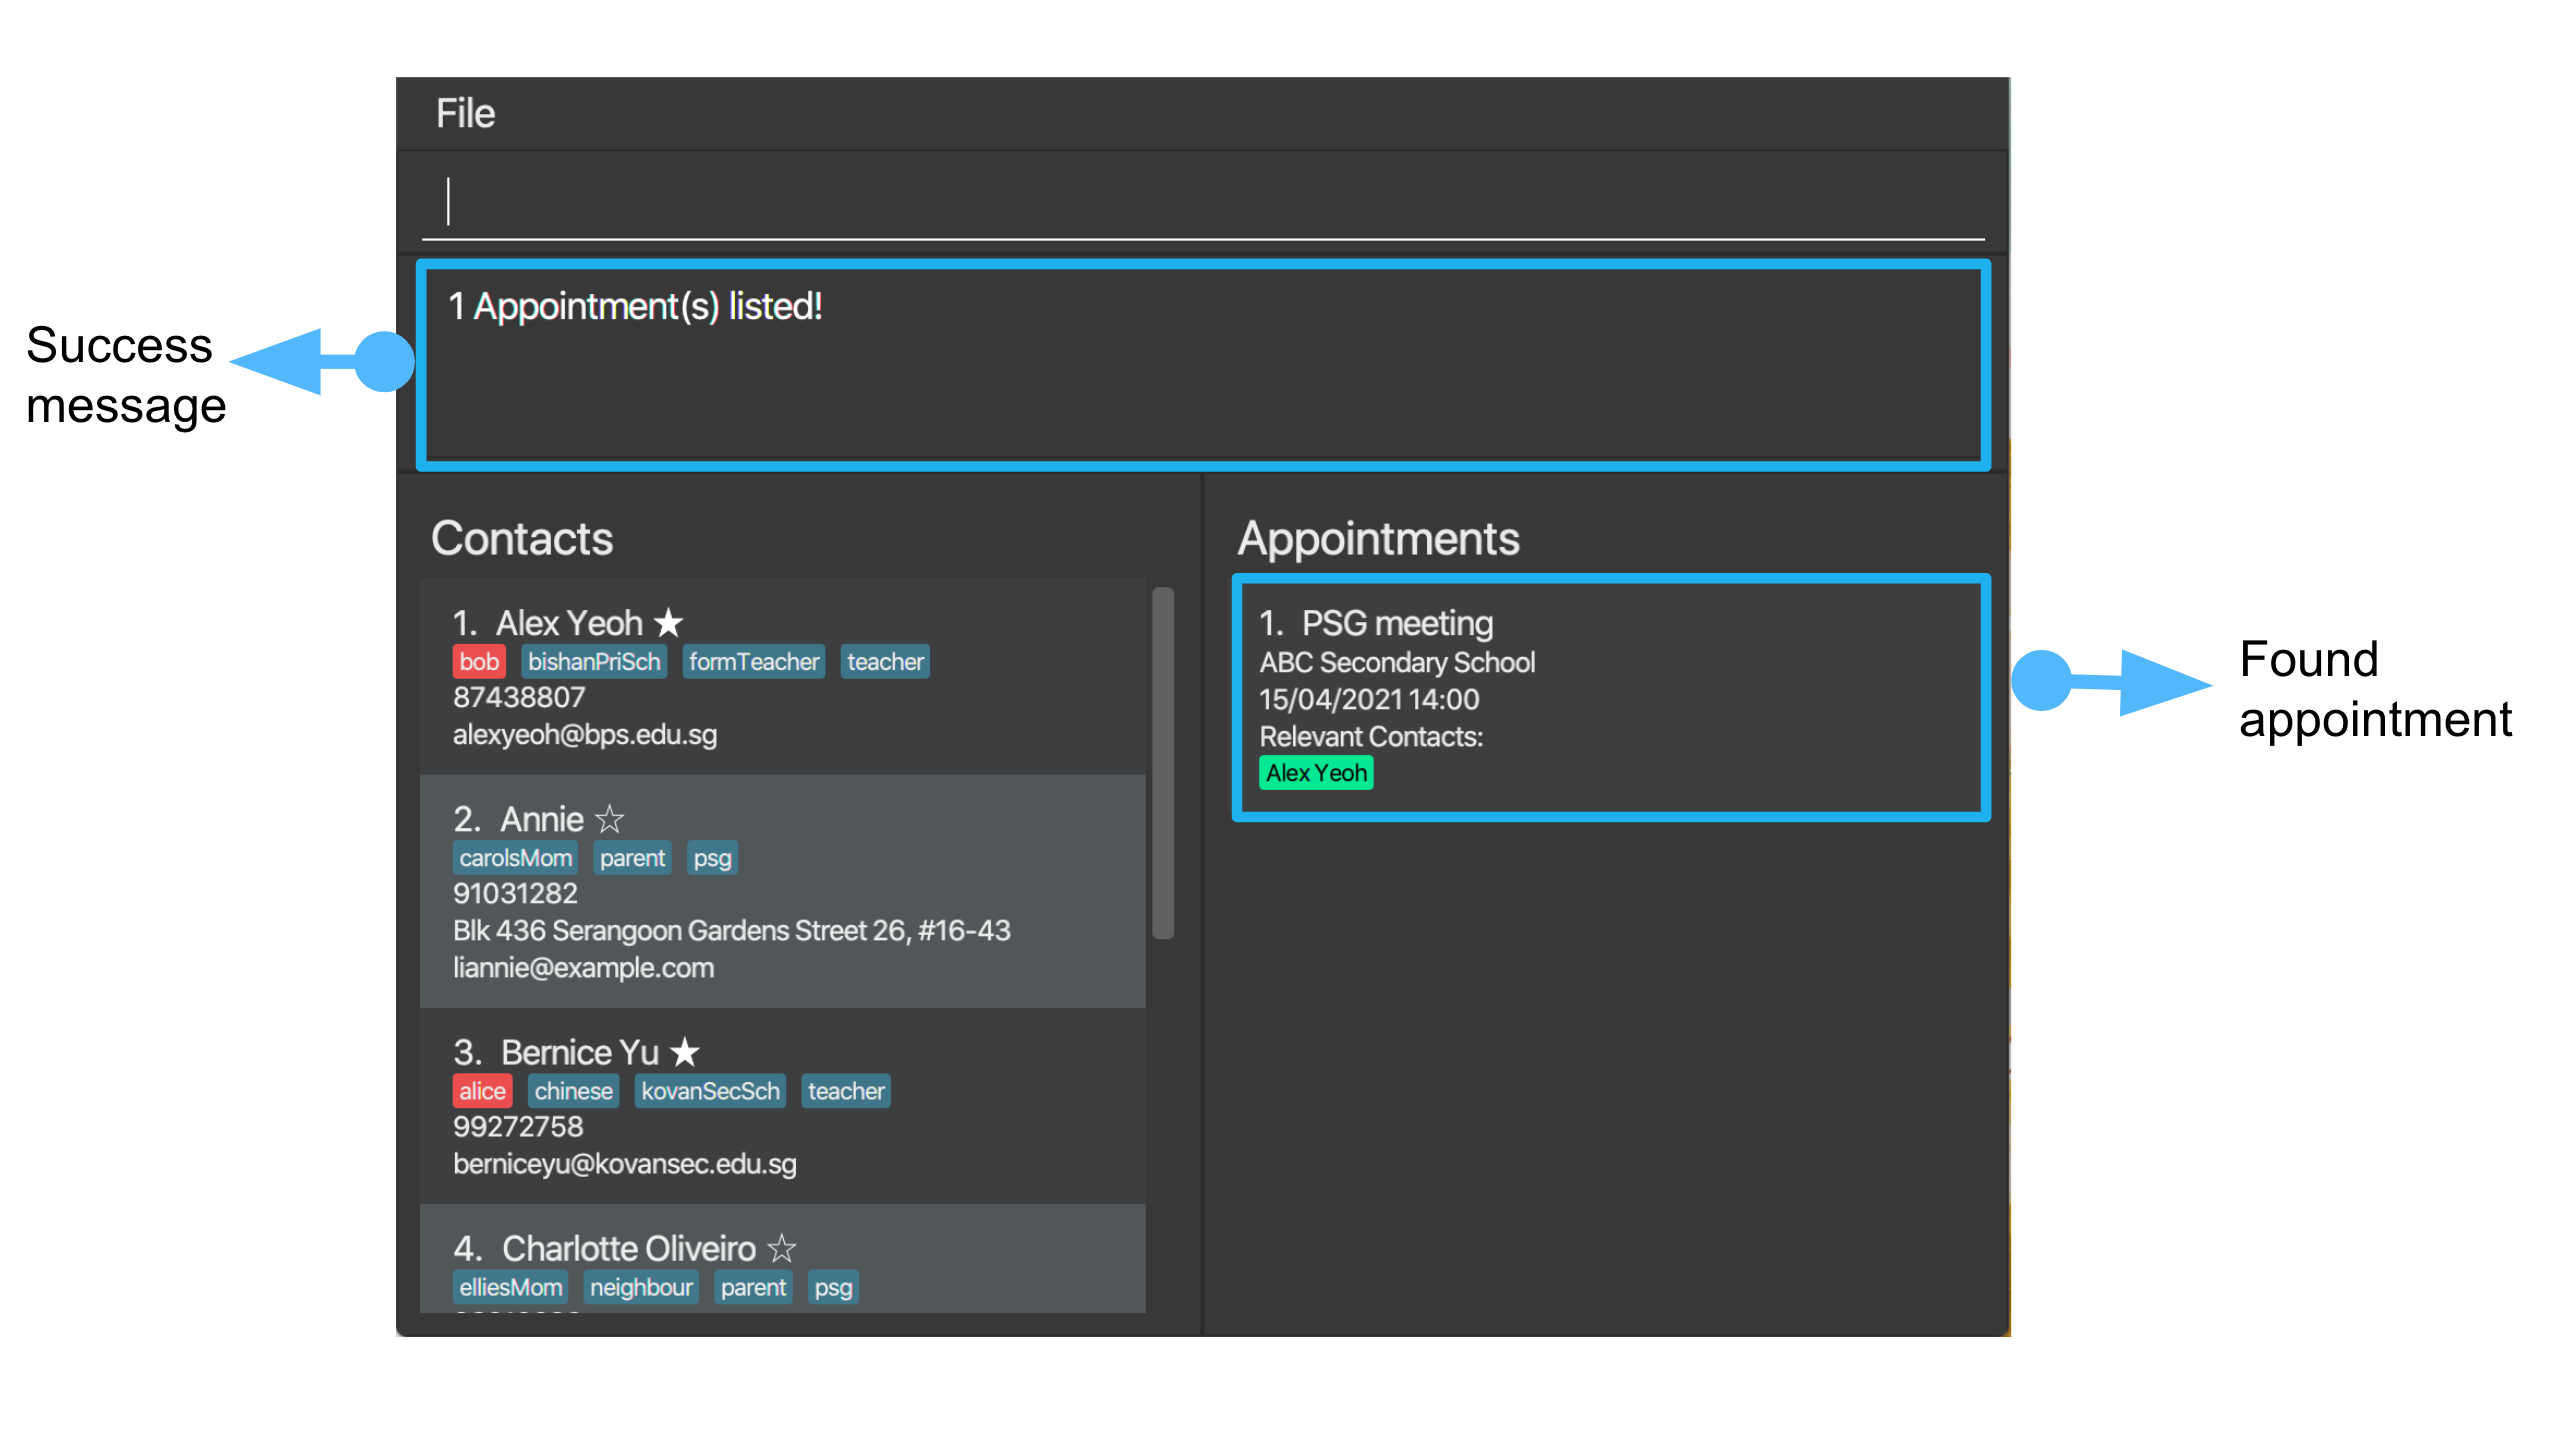 File
1 Appointment(s) listed!
Success
message
Contacts
1. Alex Yeoh ★
bob bishanPriSch formTeacher teacher
87438807
alexyeoh@bps.edu.sg
2. Annie ☆
carolsMom parent psg
91031282
Blk 436 Serangoon Gardens Street 26, #16-43
liannie@example.com
3. Bernice Yu ★
alice chinese kovanSecSch teacher
99272758
berniceyu@kovansec.edu.sg
4. Charlotte Oliveiro ☆
elliesMom neighbour parent psg
Appointments
1. PSG meeting
ABC Secondary School
15/04/2021 14:00
Relevant Contacts:
Alex Yeoh
Found
appointment